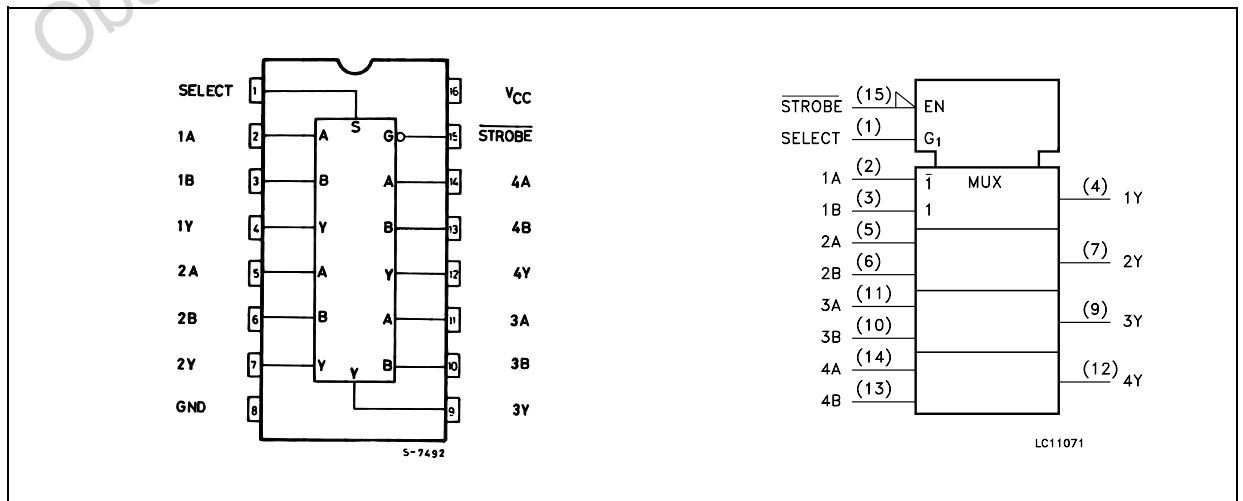 SELECT 1 16 VCC
S
1A 2 A G 15 S̅T̅R̅O̅B̅E̅
1B 3 B A 14 4A
1Y 4 Y B 13 4B
2A 5 A Y 12 4Y
2B 6 B A 11 3A
2Y 7 Y B 10 3B
Y
GND 8 9 3Y
S-7492
S̅T̅R̅O̅B̅E̅ (15) EN
SELECT (1) G1
MUX
1A (2) 1̅ (4) 1Y
1B (3) 1
2A (5)
2B (6) (7) 2Y
3A (11)
3B (10) (9) 3Y
4A (14)
4B (13) (12) 4Y
LC11071